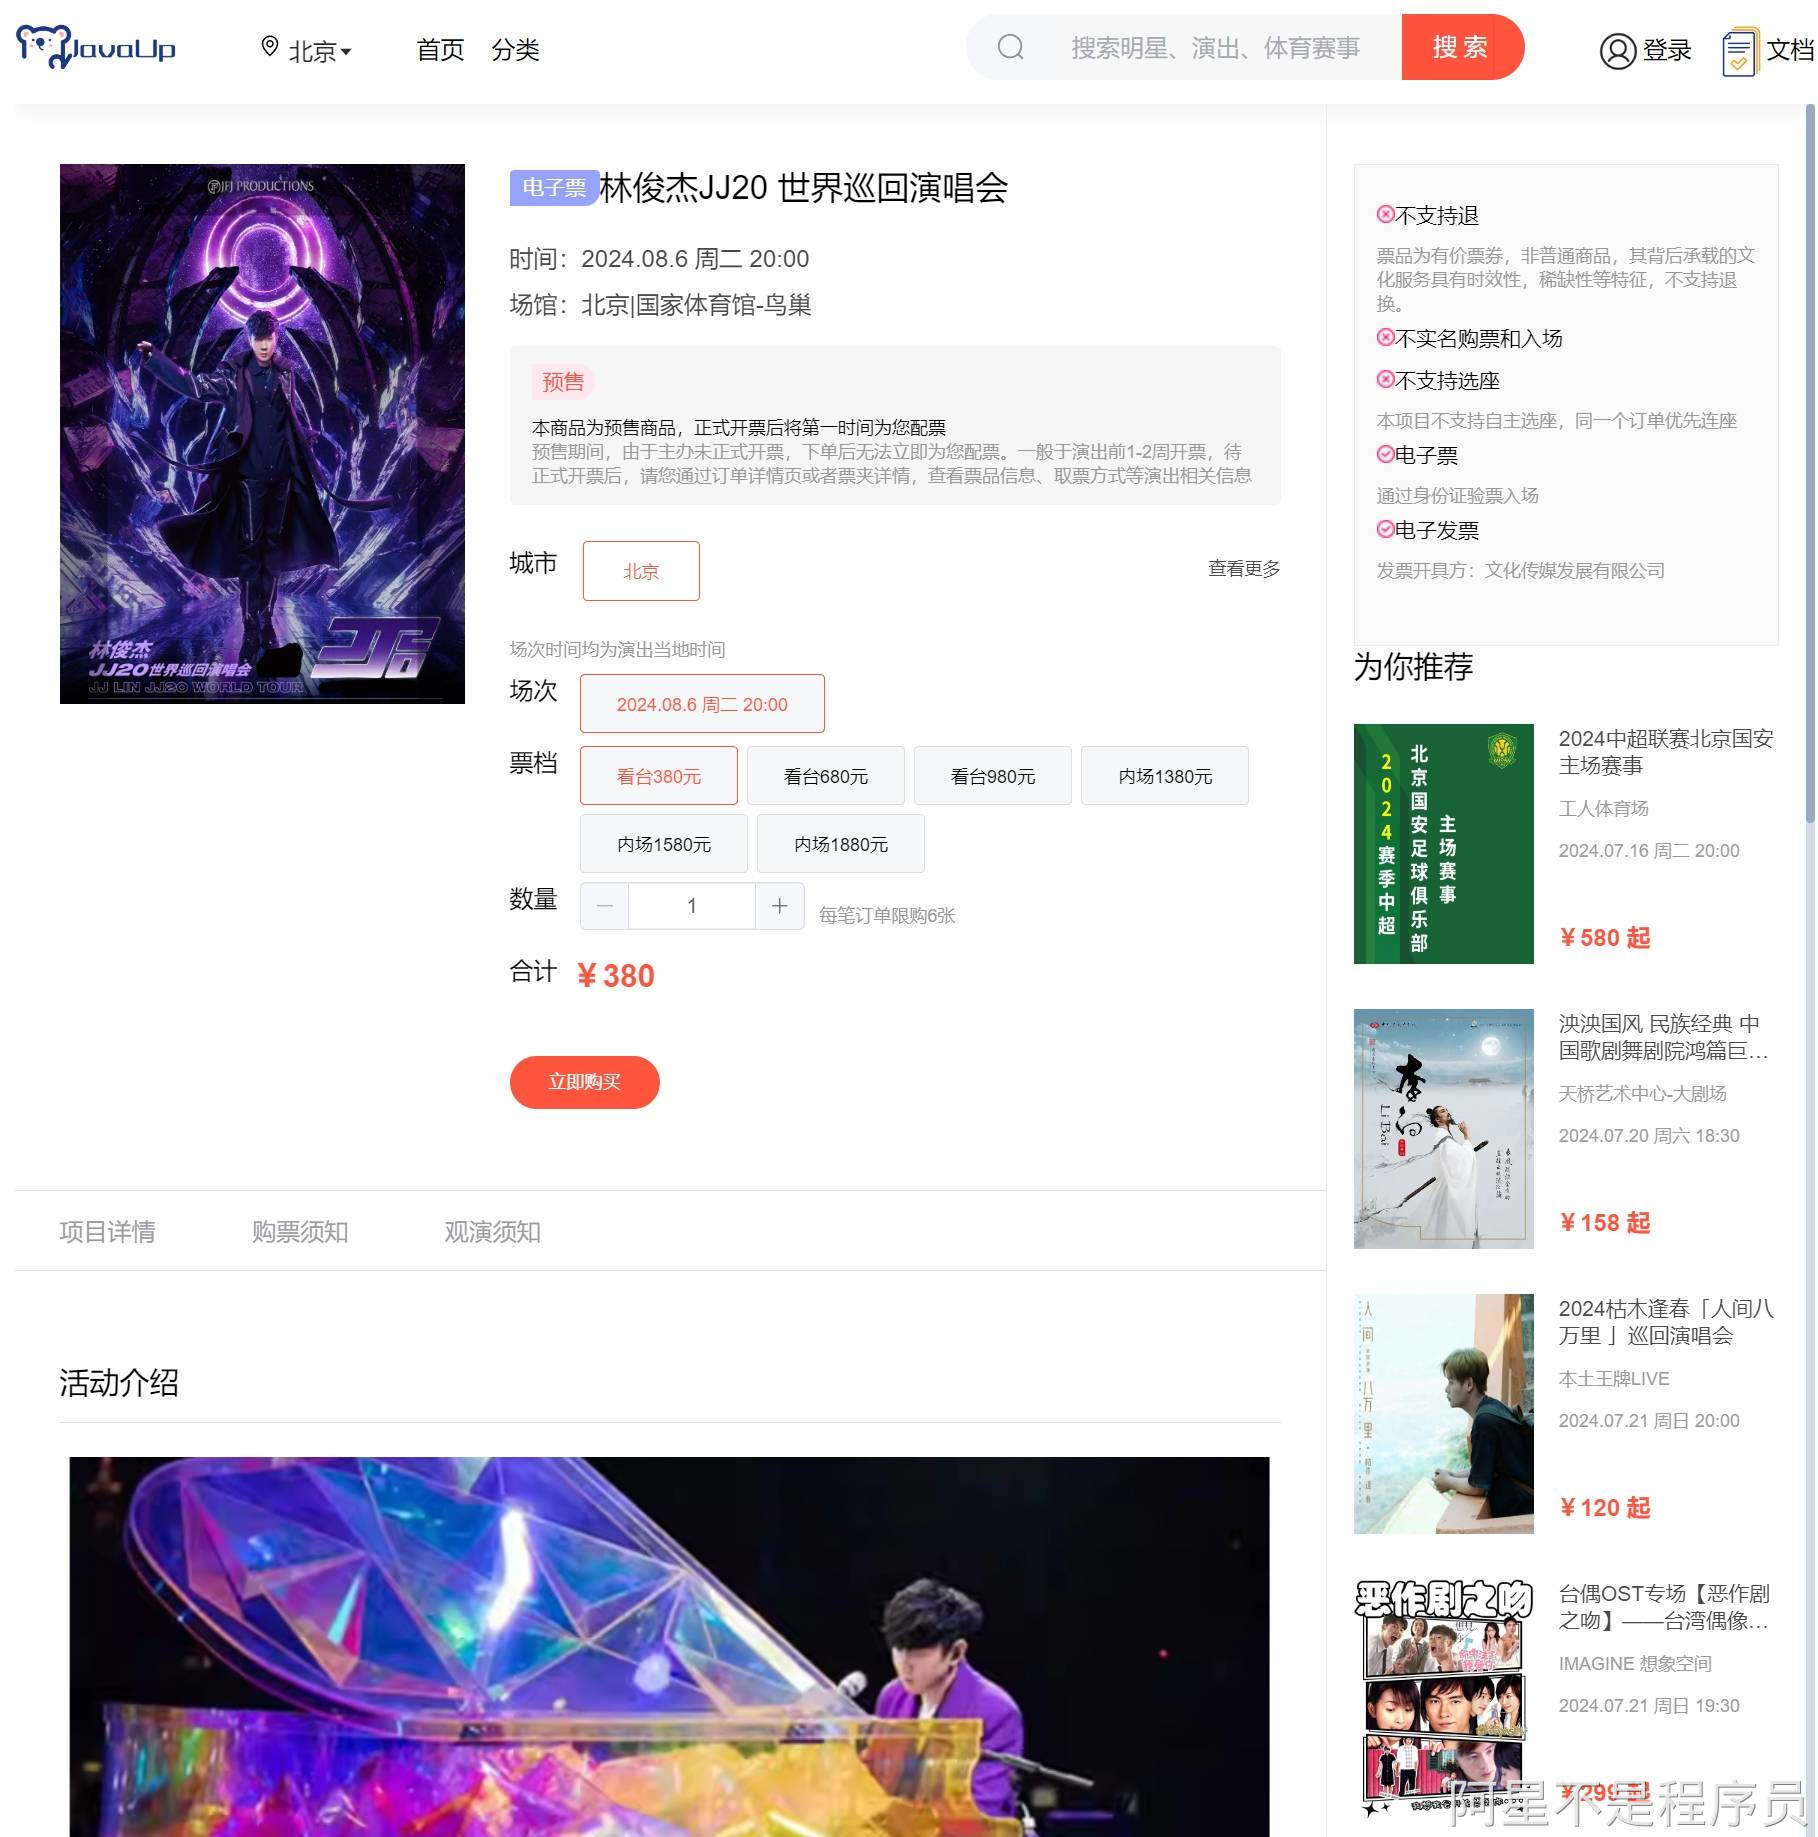 JavaUp
北京
首页
分类
搜索明星、演出、体育赛事
搜 索
登录
文档
JFJ PRODUCTIONS
林俊杰
JJ20世界巡回演唱会
JJ LIN JJ20 WORLD TOUR
电子票
林俊杰JJ20 世界巡回演唱会
时间：2024.08.6 周二 20:00
场馆：北京|国家体育馆-鸟巢
预售
本商品为预售商品，正式开票后将第一时间为您配票
预售期间，由于主办未正式开票，下单后无法立即为您配票。一般于演出前1-2周开票，待
正式开票后，请您通过订单详情页或者票夹详情，查看票品信息、取票方式等演出相关信息
城市
北京
查看更多
场次时间均为演出当地时间
场次
2024.08.6 周二 20:00
票档
看台380元
看台680元
看台980元
内场1380元
内场1580元
内场1880元
数量
1
每笔订单限购6张
合计
¥ 380
立即购买
项目详情
购票须知
观演须知
活动介绍
不支持退
票品为有价票券，非普通商品，其背后承载的文
化服务具有时效性，稀缺性等特征，不支持退
换。
不实名购票和入场
不支持选座
本项目不支持自主选座，同一个订单优先连座
电子票
通过身份证验票入场
电子发票
发票开具方：文化传媒发展有限公司
为你推荐
2024赛季中超
北京国安足球俱乐部
主场赛事
2024中超联赛北京国安
主场赛事
工人体育场
2024.07.16 周二 20:00
¥ 580 起
李白
Li Bai
泱泱国风 民族经典 中
国歌剧舞剧院鸿篇巨…
天桥艺术中心-大剧场
2024.07.20 周六 18:30
¥ 158 起
人间
八万里
2024枯木逢春「人间八
万里 」巡回演唱会
本土王牌LIVE
2024.07.21 周日 20:00
¥ 120 起
恶作剧之吻
台偶OST专场【恶作剧
之吻】——台湾偶像…
IMAGINE 想象空间
2024.07.21 周日 19:30
¥ 299 起
阿星不是程序员